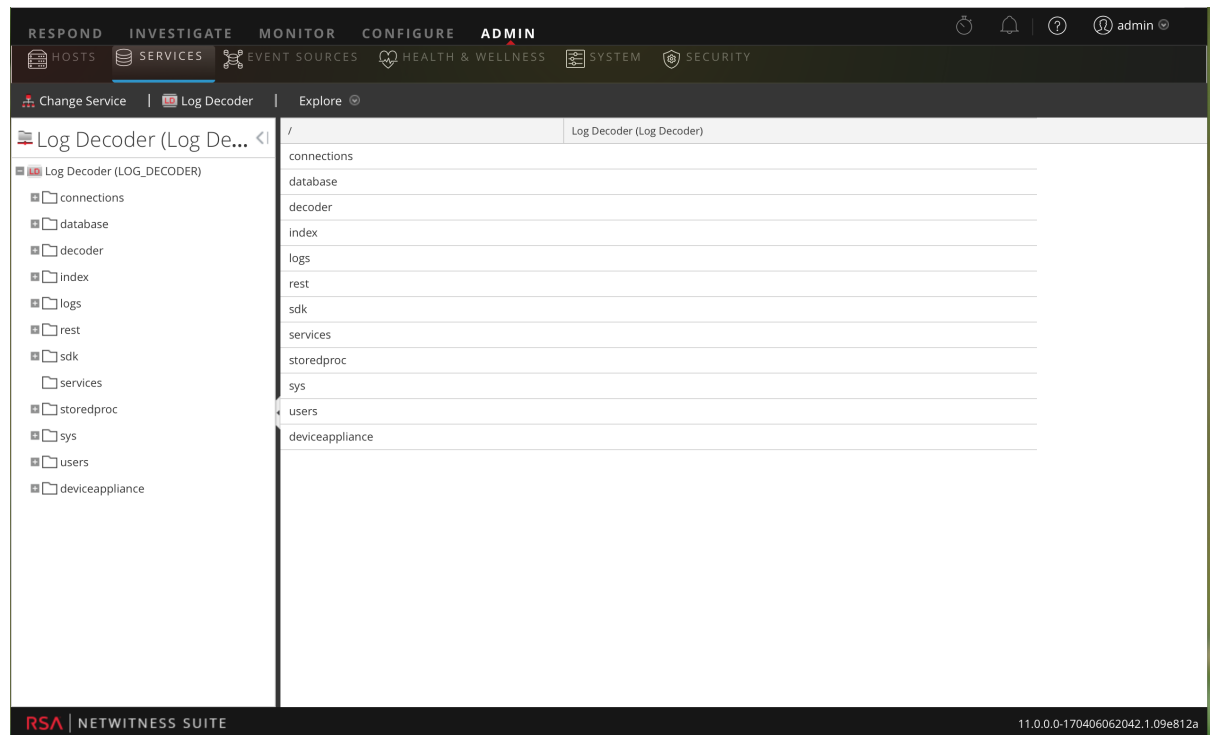 RESPOND INVESTIGATE MONITOR CONFIGURE ADMIN ? admin
HOSTS SERVICES EVENT SOURCES HEALTH & WELLNESS SYSTEM SECURITY
Change Service | LD Log Decoder | Explore
Log Decoder (Log De...
LD Log Decoder (LOG_DECODER)
connections
database
decoder
index
logs
rest
sdk
services
storedproc
sys
users
deviceappliance
/ Log Decoder (Log Decoder)
connections
database
decoder
index
logs
rest
sdk
services
storedproc
sys
users
deviceappliance
RSA | NETWITNESS SUITE 11.0.0.0-170406062042.1.09e812a